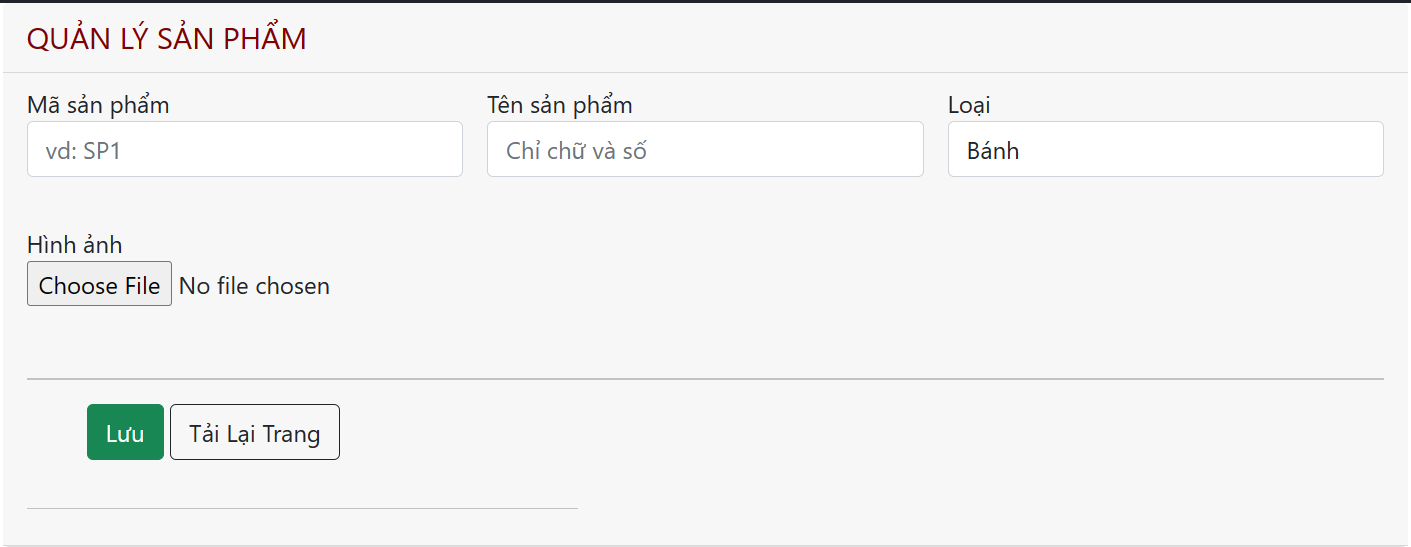 QUẢN LÝ SẢN PHẨM
Mã sản phẩm Tên sản phẩm Loại
vd: SP1 Chỉ chữ và số Bánh
Hình ảnh
Choose File No file chosen
Lưu Tải Lại Trang